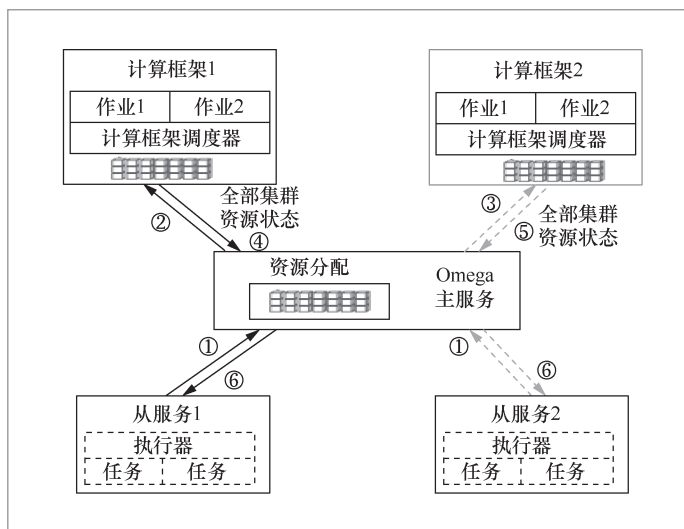 计算框架1
作业1 作业2
计算框架调度器
计算框架2
作业1 作业2
计算框架调度器
② 全部集群
资源状态
④
③
⑤ 全部集群
资源状态
资源分配
Omega
主服务
①
⑥
①
⑥
从服务1
执行器
任务 任务
从服务2
执行器
任务 任务